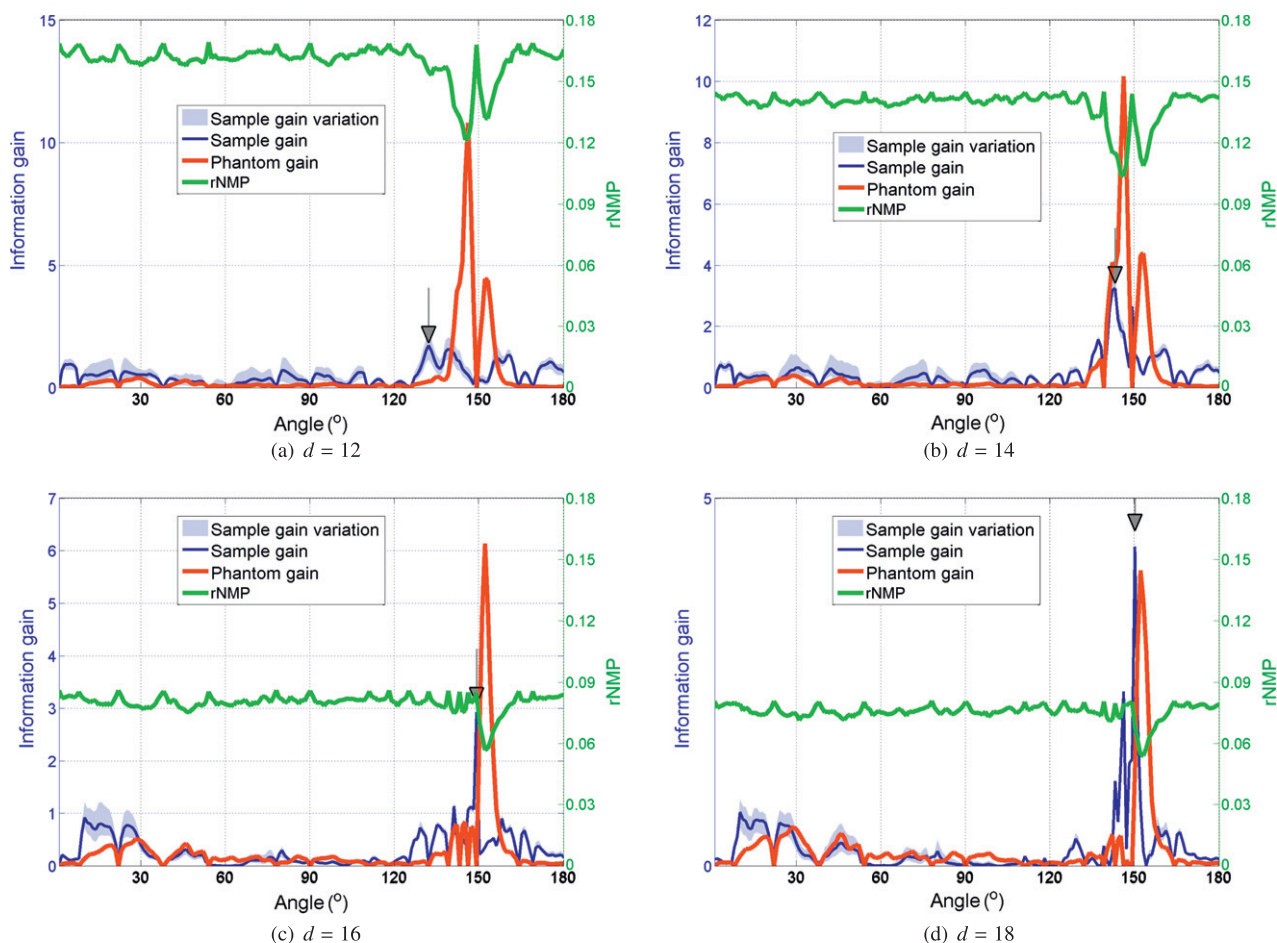 15
10
5
0
Information gain
0.18
0.15
0.12
0.09
0.06
0.03
0
rNMP
Sample gain variation
Sample gain
Phantom gain
rNMP
30 60 90 120 150 180
Angle (°)
(a) d = 12
12
10
8
6
4
2
0
Information gain
0.18
0.15
0.12
0.09
0.06
0.03
0
rNMP
Sample gain variation
Sample gain
Phantom gain
rNMP
30 60 90 120 150 180
Angle (°)
(b) d = 14
7
6
5
4
3
2
1
0
Information gain
0.18
0.15
0.12
0.09
0.06
0.03
0
rNMP
Sample gain variation
Sample gain
Phantom gain
rNMP
30 60 90 120 150 180
Angle (°)
(c) d = 16
5
0
Information gain
0.18
0.15
0.12
0.09
0.06
0.03
0
rNMP
Sample gain variation
Sample gain
Phantom gain
rNMP
30 60 90 120 150 180
Angle (°)
(d) d = 18